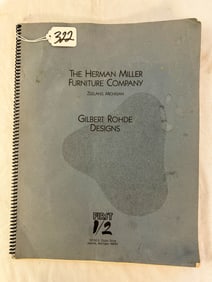 322
THE HERMAN MILLER
FURNITURE COMPANY
ZEELAND, MICHIGAN
GILBERT ROHDE
DESIGNS
FIRST
1/2